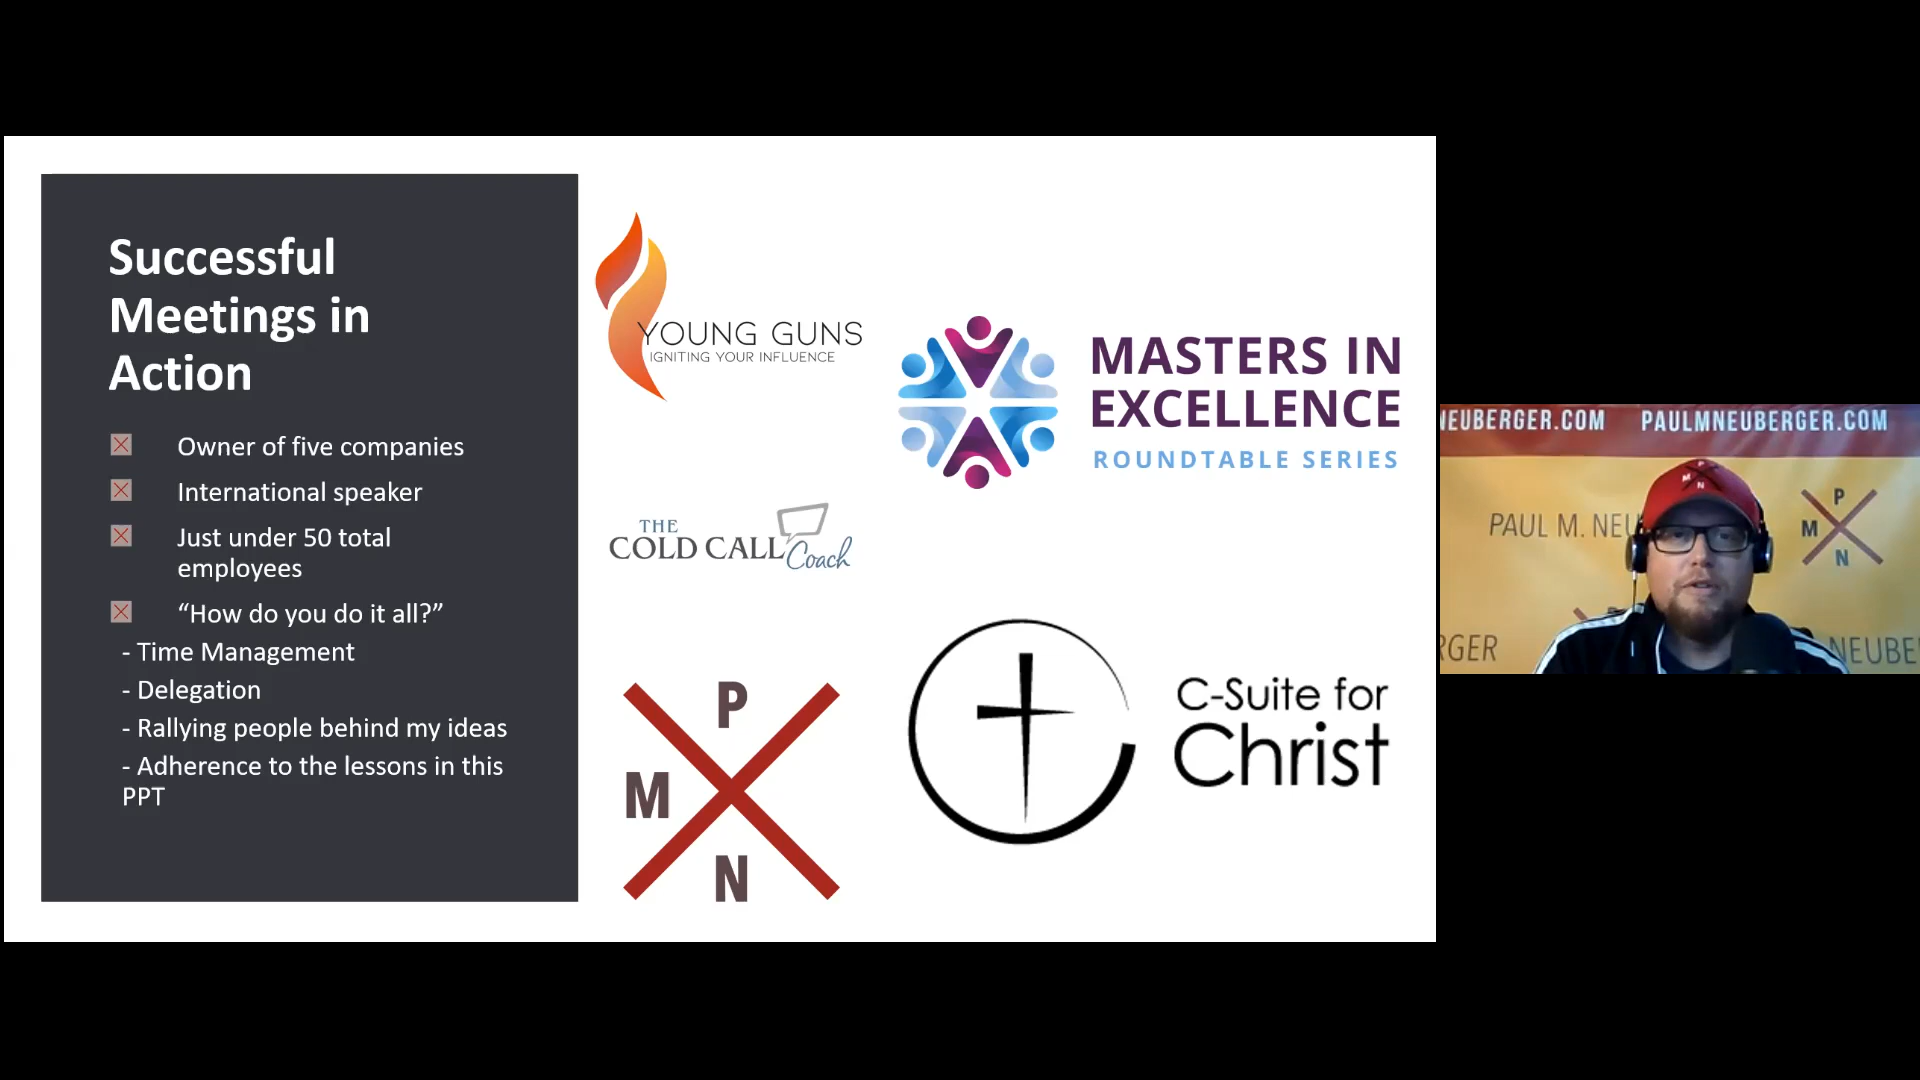 Successful
Meetings in
Action
Owner of five companies
International speaker
Just under 50 total
employees
“How do you do it all?”
- Time Management
- Delegation
- Rallying people behind my ideas
- Adherence to the lessons in this
PPT
YOUNG GUNS
IGNITING YOUR INFLUENCE
MASTERS IN
EXCELLENCE
ROUNDTABLE SERIES
THE
COLD CALL
Coach
P
M
N
C-Suite for
Christ
NEUBERGER.COM PAULMNEUBERGER.COM
PAUL M. NEU
P
M
N
P
M
N
RGER
NEUBE